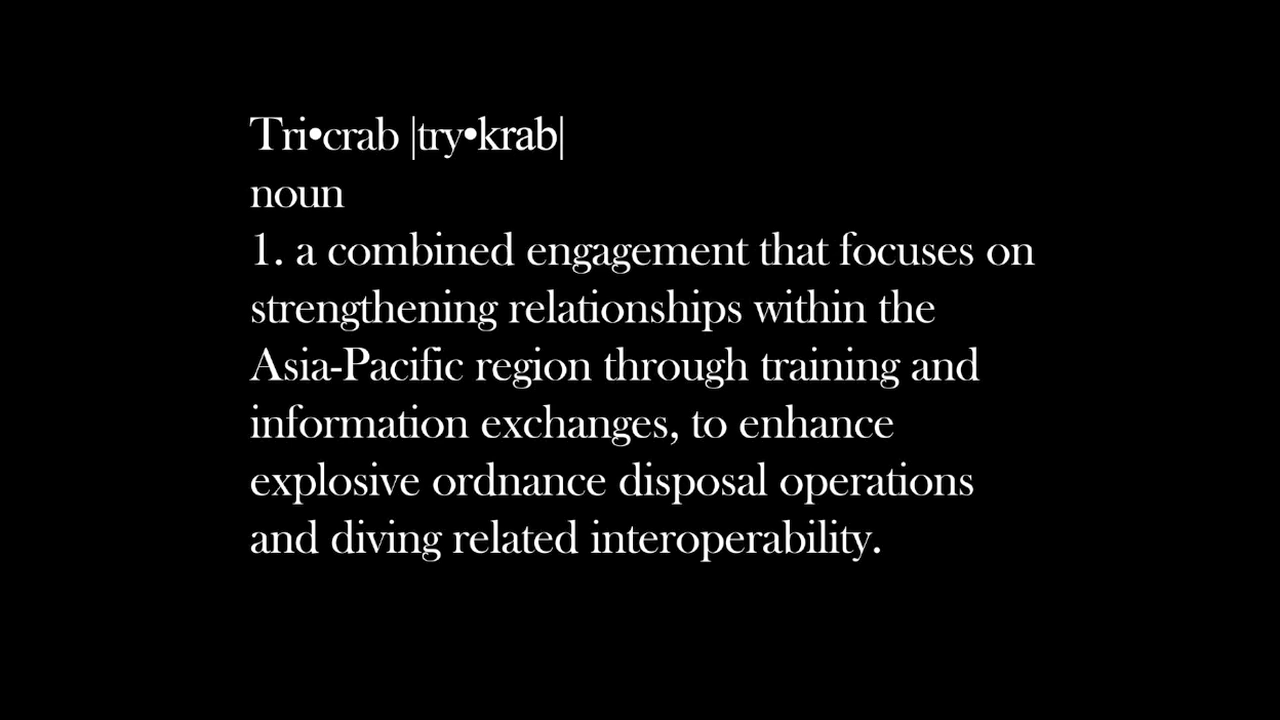 Tri•crab |try•krab|
noun
1. a combined engagement that focuses on
strengthening relationships within the
Asia-Pacific region through training and
information exchanges, to enhance
explosive ordnance disposal operations
and diving related interoperability.